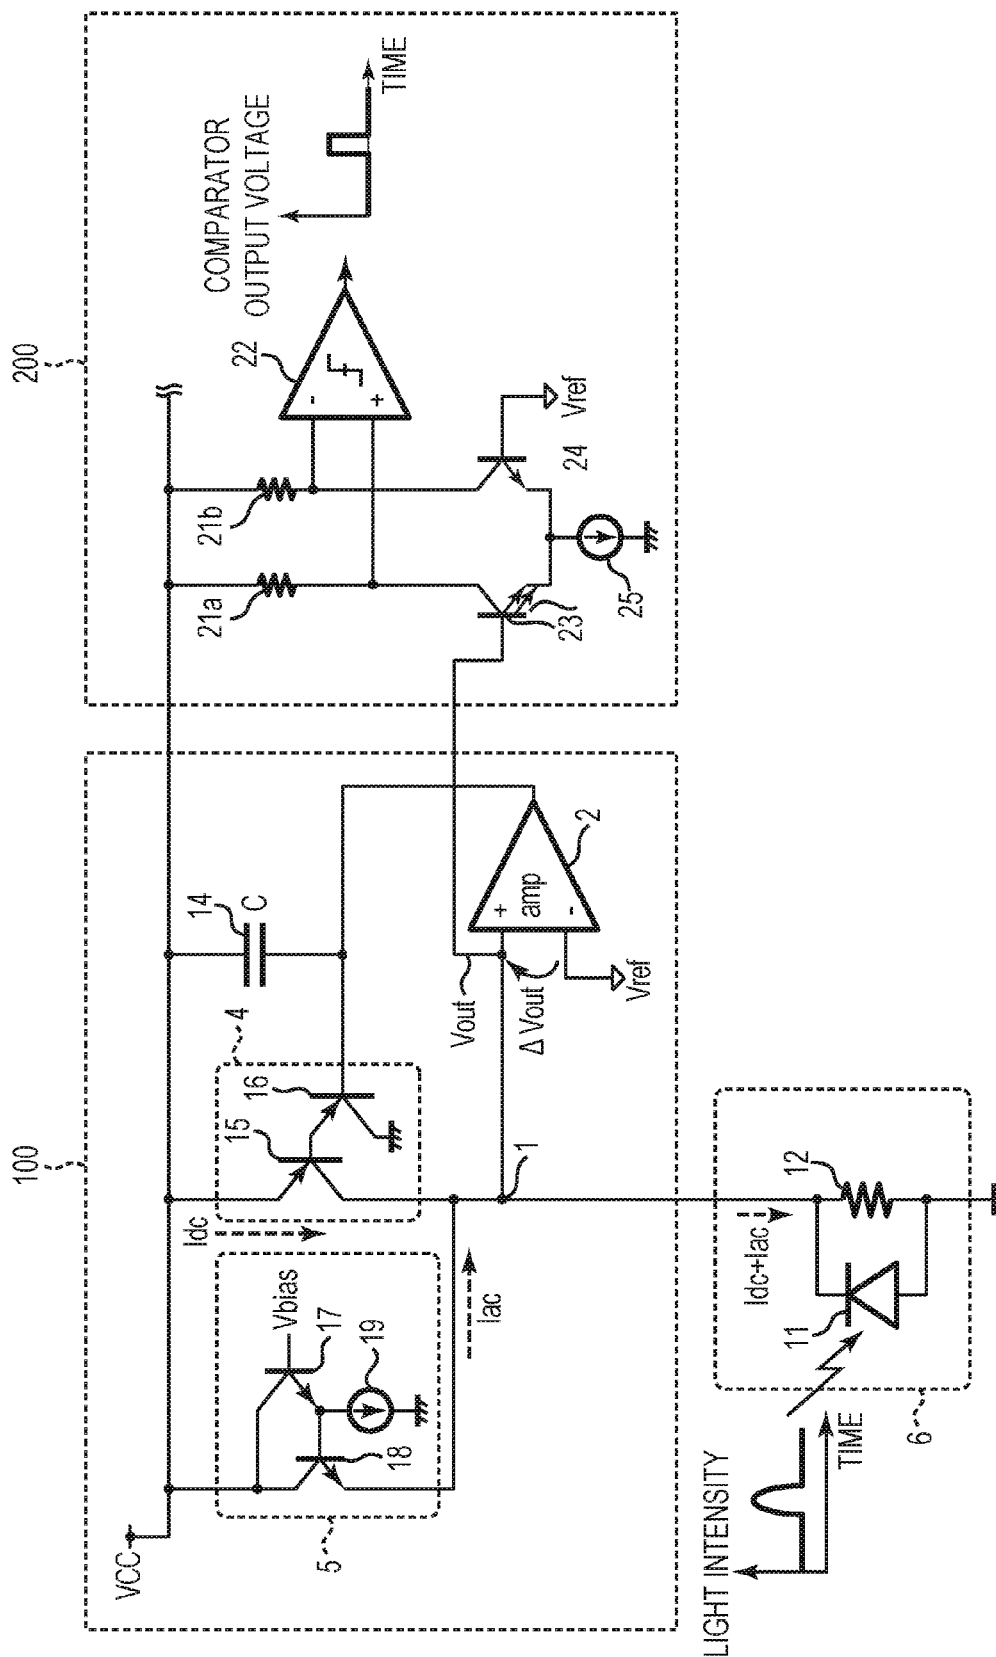 100
200
VCC
5
18
17
Vbias
19
Idc
4
15
16
14
C
Iac
1
Vout
Δ Vout
+
amp
-
2
Vref
21a
21b
22
-
+
23
24
Vref
25
COMPARATOR
OUTPUT VOLTAGE
TIME
LIGHT INTENSITY
TIME
6
11
12
Idc+Iac